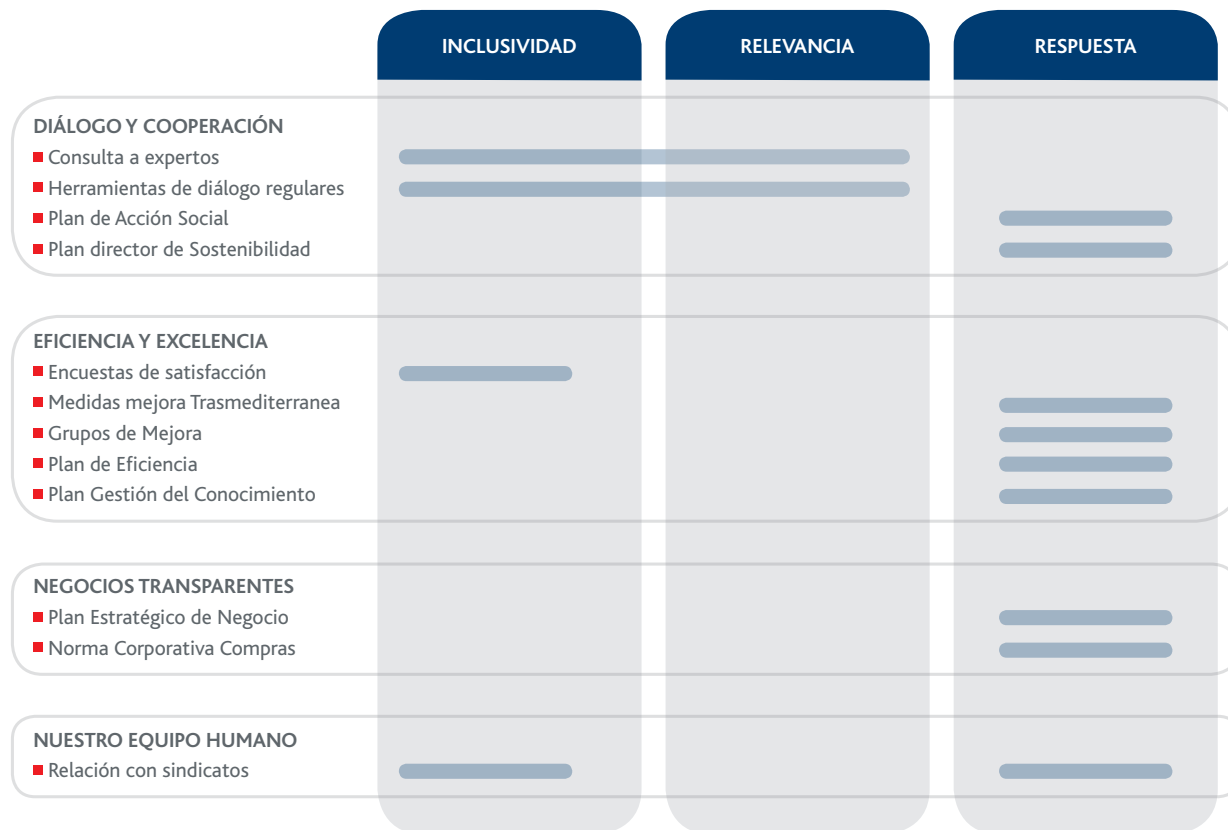 INCLUSIVIDAD RELEVANCIA RESPUESTA
DIÁLOGO Y COOPERACIÓN
Consulta a expertos
Herramientas de diálogo regulares
Plan de Acción Social
Plan director de Sostenibilidad
EFICIENCIA Y EXCELENCIA
Encuestas de satisfacción
Medidas mejora Trasmediterranea
Grupos de Mejora
Plan de Eficiencia
Plan Gestión del Conocimiento
NEGOCIOS TRANSPARENTES
Plan Estratégico de Negocio
Norma Corporativa Compras
NUESTRO EQUIPO HUMANO
Relación con sindicatos